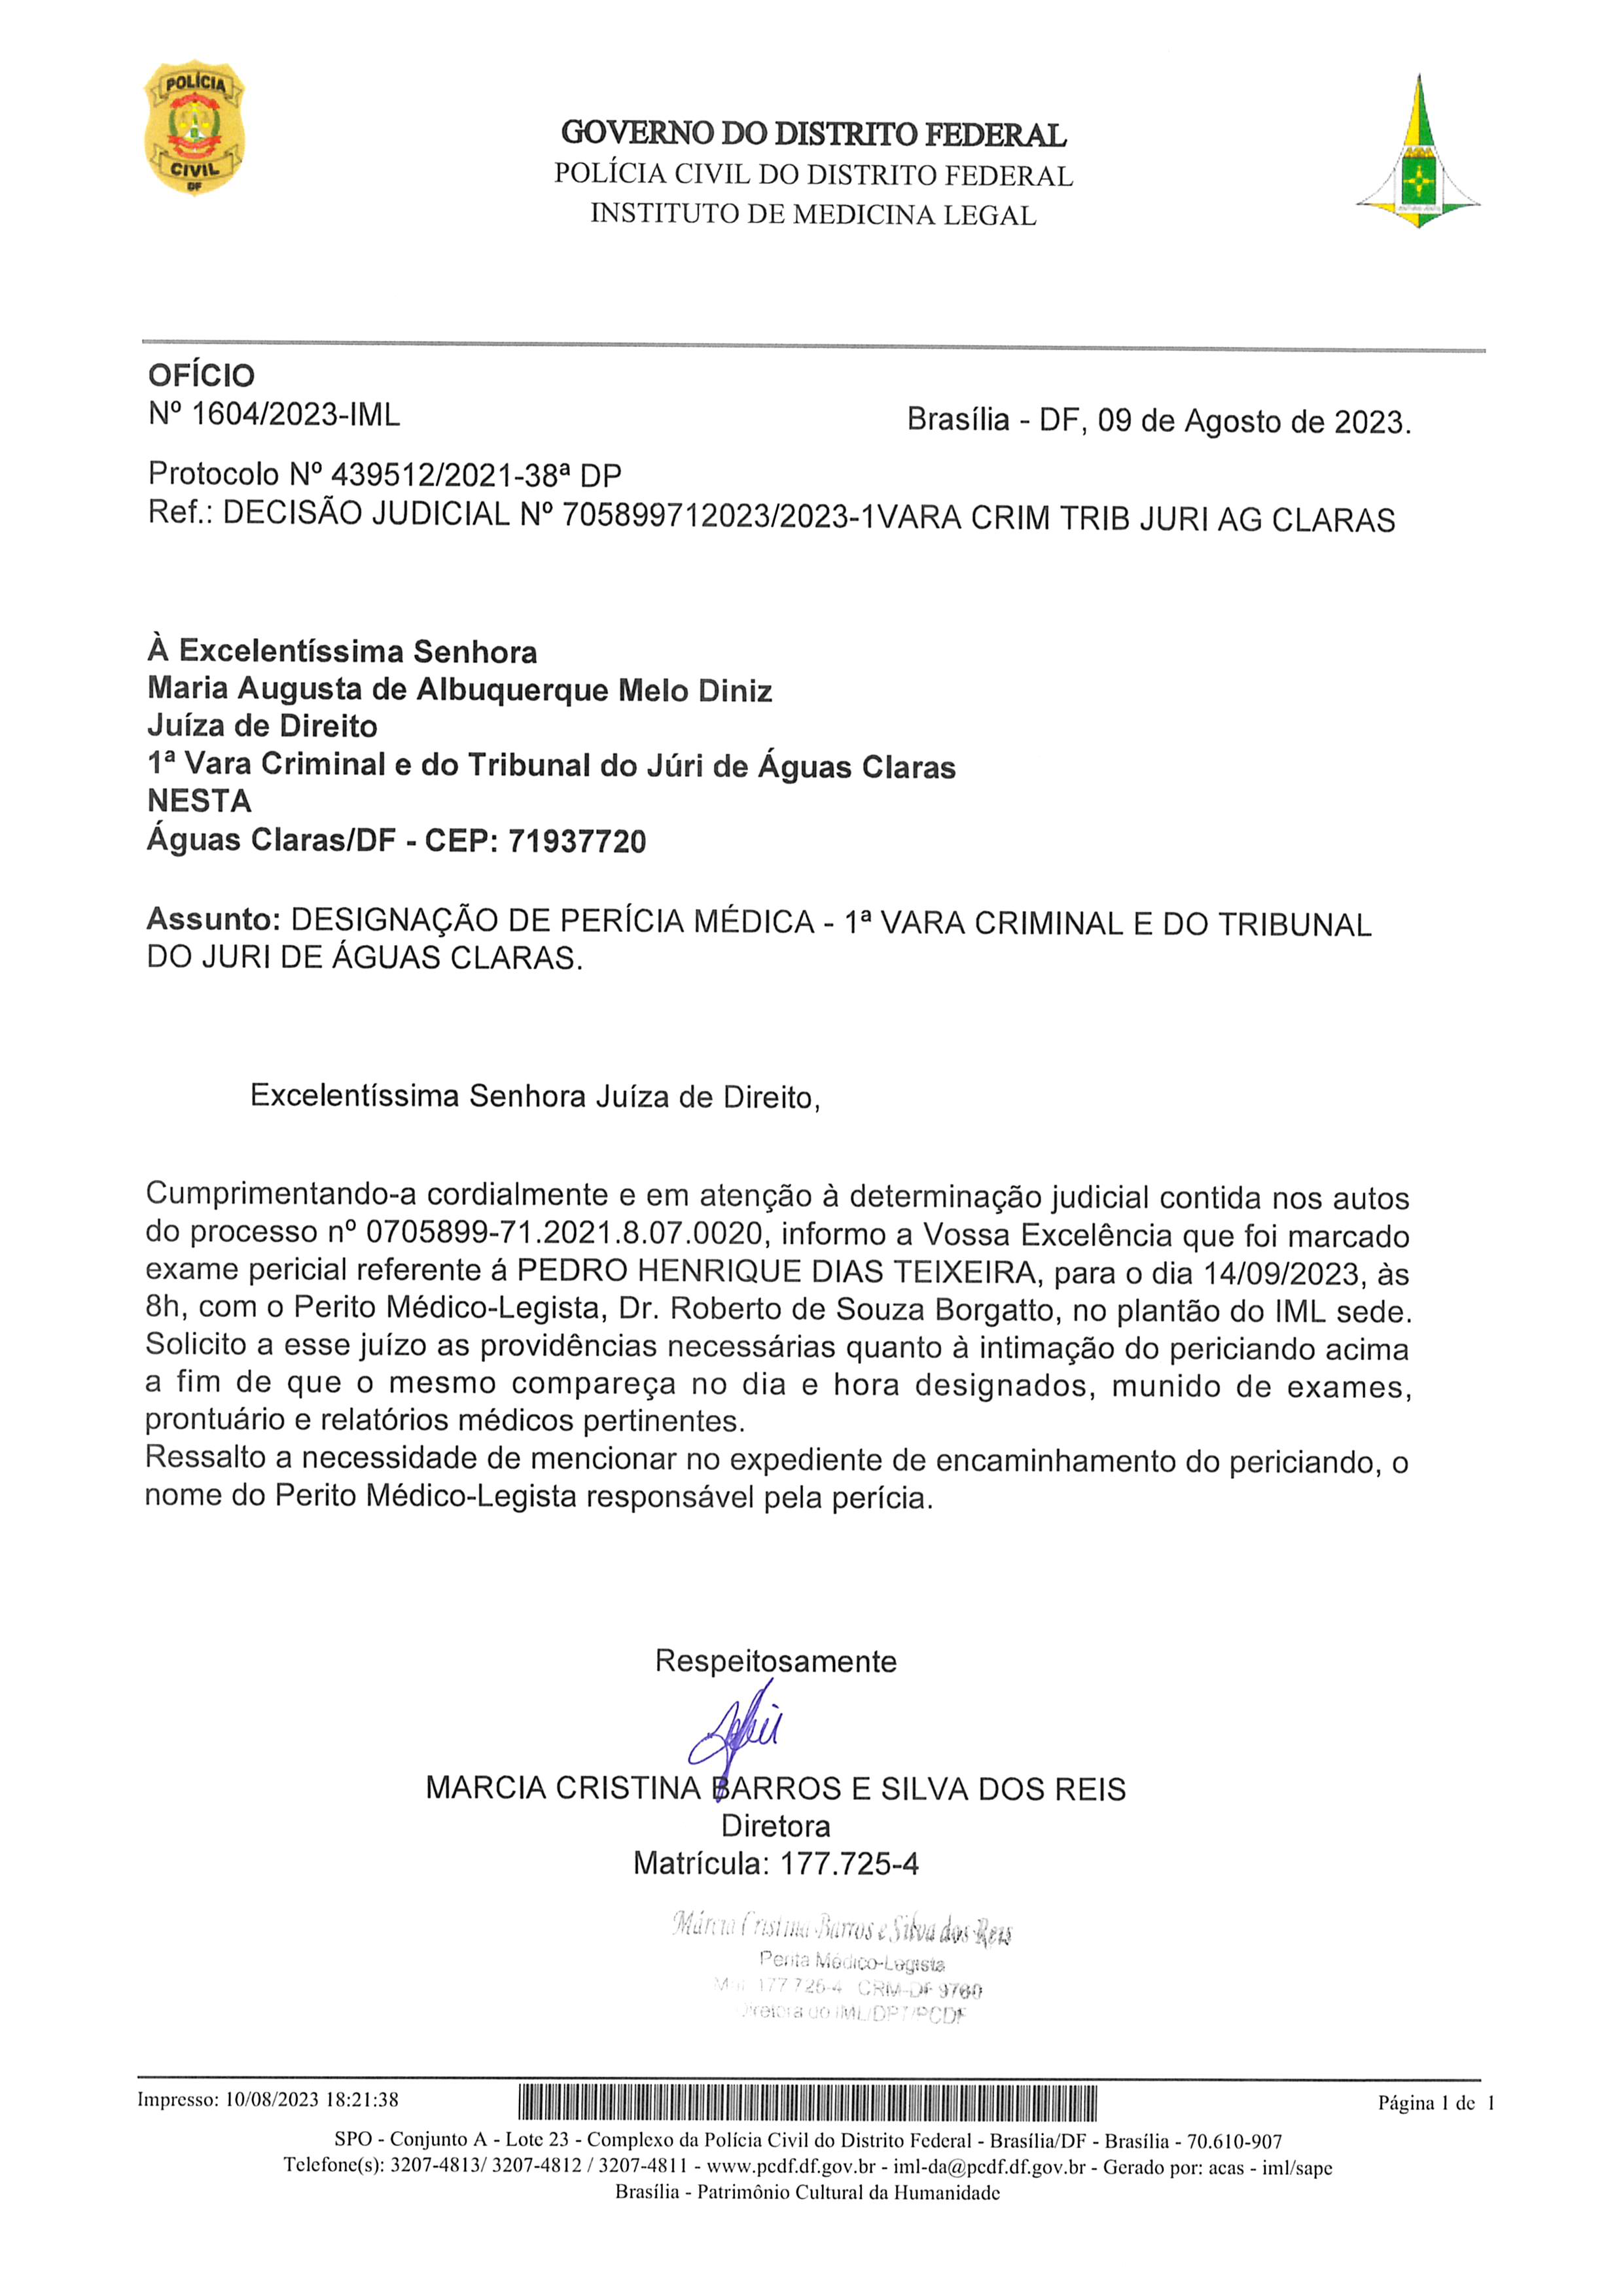 POLÍCIA
CIVIL
DF
GOVERNO DO DISTRITO FEDERAL
POLÍCIA CIVIL DO DISTRITO FEDERAL
INSTITUTO DE MEDICINA LEGAL
OFÍCIO
Nº 1604/2023-IML
Brasília - DF, 09 de Agosto de 2023.
Protocolo Nº 439512/2021-38ª DP
Ref.: DECISÃO JUDICIAL Nº 705899712023/2023-1VARA CRIM TRIB JURI AG CLARAS
À Excelentíssima Senhora
Maria Augusta de Albuquerque Melo Diniz
Juíza de Direito
1ª Vara Criminal e do Tribunal do Júri de Águas Claras
NESTA
Águas Claras/DF - CEP: 71937720
Assunto: DESIGNAÇÃO DE PERÍCIA MÉDICA - 1ª VARA CRIMINAL E DO TRIBUNAL
DO JURI DE ÁGUAS CLARAS.
Excelentíssima Senhora Juíza de Direito,
Cumprimentando-a cordialmente e em atenção à determinação judicial contida nos autos
do processo nº 0705899-71.2021.8.07.0020, informo a Vossa Excelência que foi marcado
exame pericial referente á PEDRO HENRIQUE DIAS TEIXEIRA, para o dia 14/09/2023, às
8h, com o Perito Médico-Legista, Dr. Roberto de Souza Borgatto, no plantão do IML sede.
Solicito a esse juízo as providências necessárias quanto à intimação do periciando acima
a fim de que o mesmo compareça no dia e hora designados, munido de exames,
prontuário e relatórios médicos pertinentes.
Ressalto a necessidade de mencionar no expediente de encaminhamento do periciando, o
nome do Perito Médico-Legista responsável pela perícia.
Respeitosamente
MARCIA CRISTINA BARROS E SILVA DOS REIS
Diretora
Matrícula: 177.725-4
Márcia Cristina Barros e Silva dos Reis
Perita Médico-Legista
Mat. 177.725-4 CRM-DF 9760
Diretora do IML/DPT/PCDF
Impresso: 10/08/2023 18:21:38
Página 1 de 1
SPO - Conjunto A - Lote 23 - Complexo da Polícia Civil do Distrito Federal - Brasília/DF - Brasília - 70.610-907
Telefone(s): 3207-4813/ 3207-4812 / 3207-4811 - www.pcdf.df.gov.br - iml-da@pcdf.df.gov.br - Gerado por: acas - iml/sape
Brasília - Patrimônio Cultural da Humanidade